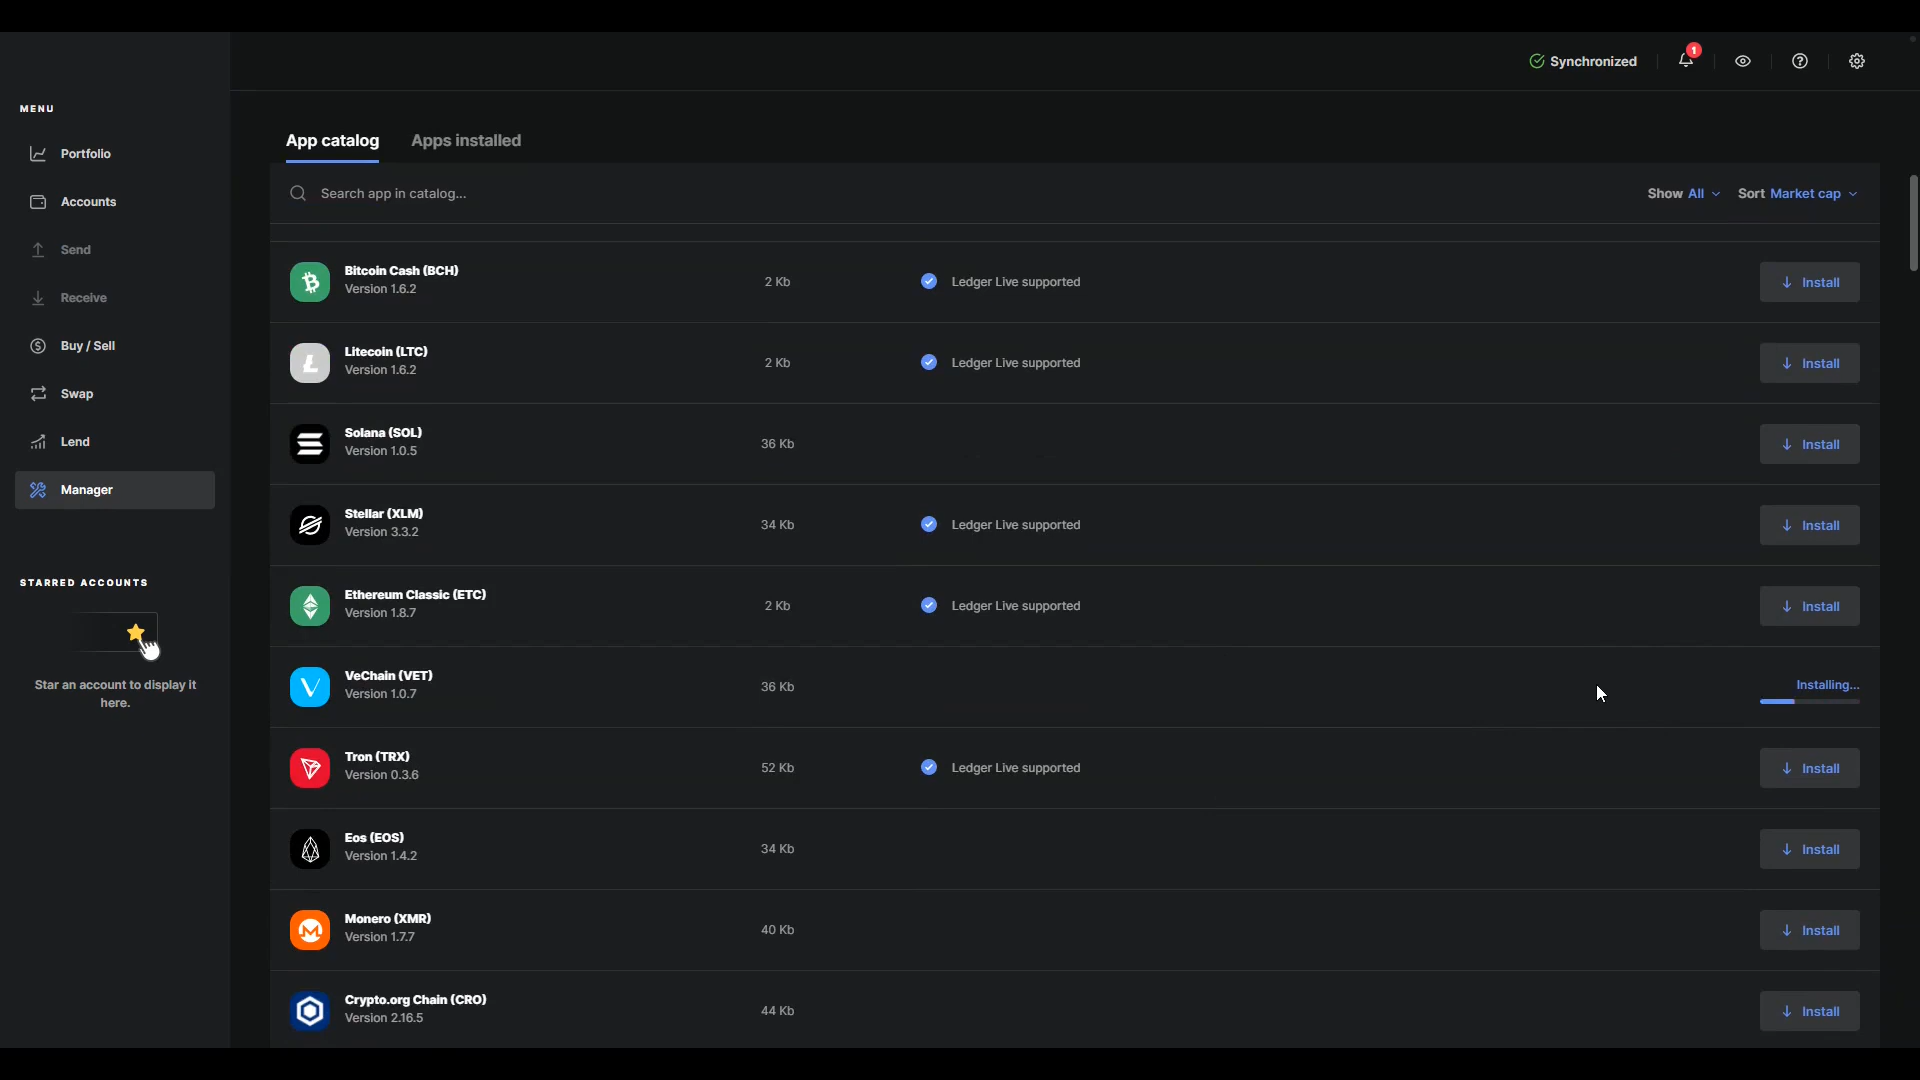 Synchronized
1
MENU
Portfolio
Accounts
Send
Receive
Buy / Sell
Swap
Lend
Manager
STARRED ACCOUNTS
Star an account to display it
here.
App catalog Apps installed
Search app in catalog...
Show All Sort Market cap
Bitcoin Cash (BCH)
Version 1.6.2
2 Kb
Ledger Live supported
Install
Litecoin (LTC)
Version 1.6.2
2 Kb
Ledger Live supported
Install
Solana (SOL)
Version 1.0.5
36 Kb
Install
Stellar (XLM)
Version 3.3.2
34 Kb
Ledger Live supported
Install
Ethereum Classic (ETC)
Version 1.8.7
2 Kb
Ledger Live supported
Install
VeChain (VET)
Version 1.0.7
36 Kb
Installing...
Tron (TRX)
Version 0.3.6
52 Kb
Ledger Live supported
Install
Eos (EOS)
Version 1.4.2
34 Kb
Install
Monero (XMR)
Version 1.7.7
40 Kb
Install
Crypto.org Chain (CRO)
Version 2.16.5
44 Kb
Install